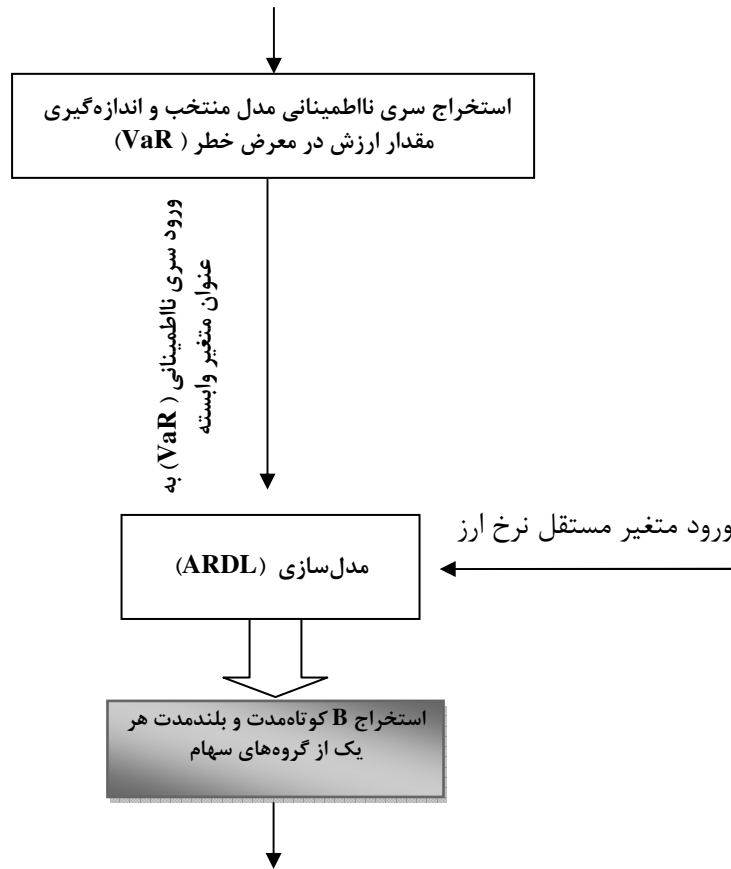 استخراج سری نااطمینانی مدل منتخب و اندازه‌گیری
مقدار ارزش در معرض خطر ( VaR)
ورود سری نااطمینانی ( VaR) به
عنوان متغیر وابسته
ورود متغیر مستقل نرخ ارز
مدل‌سازی (ARDL)
استخراج B کوتاه‌مدت و بلندمدت هر
یک از گروه‌های سهام